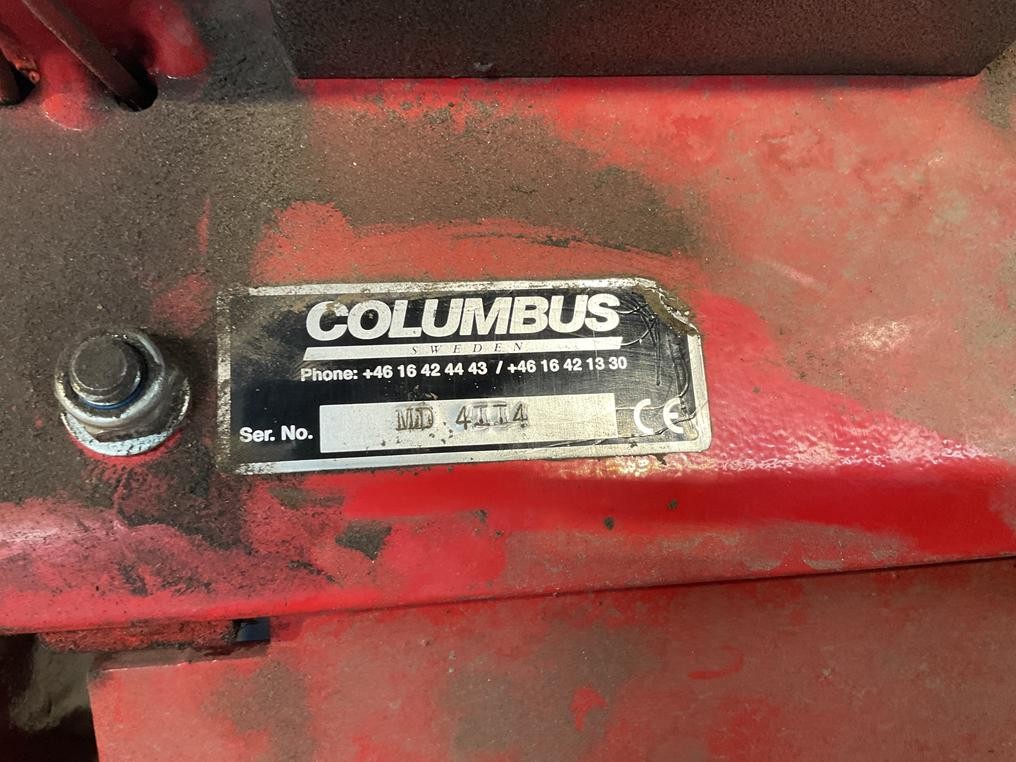 COLUMBUS
SWEDEN
Phone: +46 16 42 44 43 / +46 16 42 13 30
Ser. No. MD 4114 CE